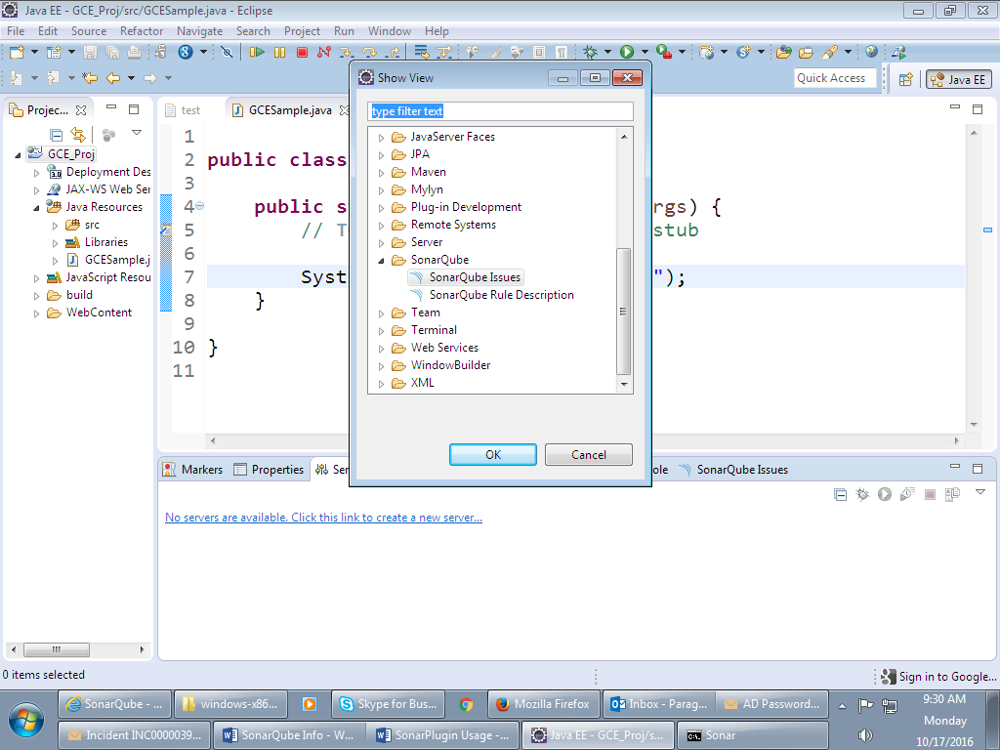 Java EE - GCE_Proj/src/GCESample.java - Eclipse
File Edit Source Refactor Navigate Search Project Run Window Help
Quick Access
Java EE
Projec...
GCE_Proj
3.0 Deployment Des
JAX-WS Web Ser
Java Resources
src
Libraries
GCESample.j
JavaScript Resou
build
WebContent
test
GCESample.java
1
2 public class
3
4 public s rgs) {
5 // T stub
6
7 Syst ");
8 }
9
10 }
11
Show View
type filter text
JavaServer Faces
JPA
Maven
Mylyn
Plug-in Development
Remote Systems
Server
SonarQube
SonarQube Issues
SonarQube Rule Description
Team
Terminal
Web Services
WindowBuilder
XML
OK Cancel
Markers Properties Ser ole SonarQube Issues
No servers are available. Click this link to create a new server...
0 items selected
Sign in to Google...
SonarQube - ... windows-x86... Skype for Bus... Mozilla Firefox Inbox - Parag... AD Password...
Incident INC0000039... SonarQube Info - W... SonarPlugin Usage -... Java EE - GCE_Proj/s... Sonar
9:30 AM
Monday
10/17/2016